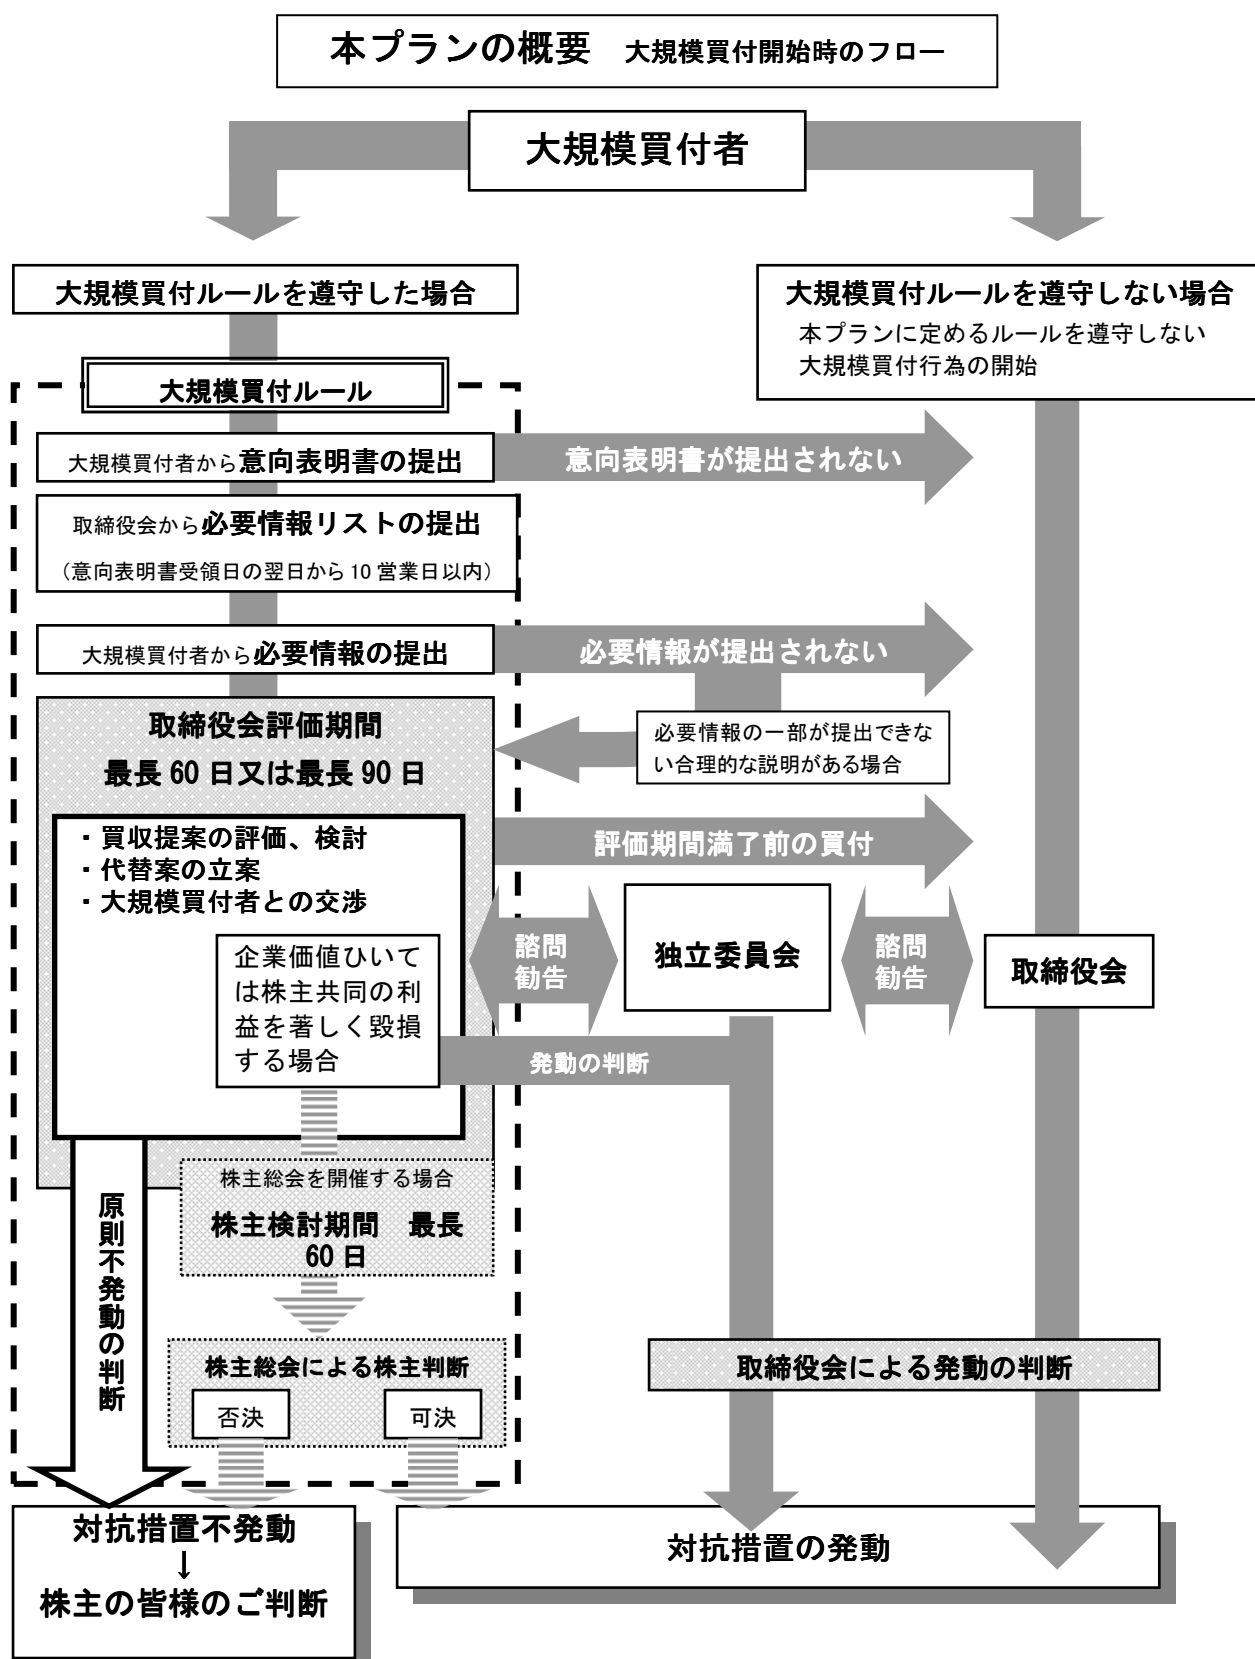 本プランの概要 大規模買付開始時のフロー
大規模買付者
大規模買付ルールを遵守した場合
大規模買付ルールを遵守しない場合
本プランに定めるルールを遵守しない
大規模買付行為の開始
大規模買付ルール
大規模買付者から意向表明書の提出
意向表明書が提出されない
取締役会から必要情報リストの提出
（意向表明書受領日の翌日から 10 営業日以内）
大規模買付者から必要情報の提出
必要情報が提出されない
取締役会評価期間
最長 60 日又は最長 90 日
必要情報の一部が提出できな
い合理的な説明がある場合
・買収提案の評価、検討
・代替案の立案
・大規模買付者との交渉
評価期間満了前の買付
企業価値ひいて
は株主共同の利
益を著しく毀損
する場合
諮問
勧告
独立委員会
諮問
勧告
取締役会
発動の判断
原則不発動の判断
株主総会を開催する場合
株主検討期間 最長
60 日
株主総会による株主判断
否決
可決
取締役会による発動の判断
対抗措置不発動
↓
株主の皆様のご判断
対抗措置の発動